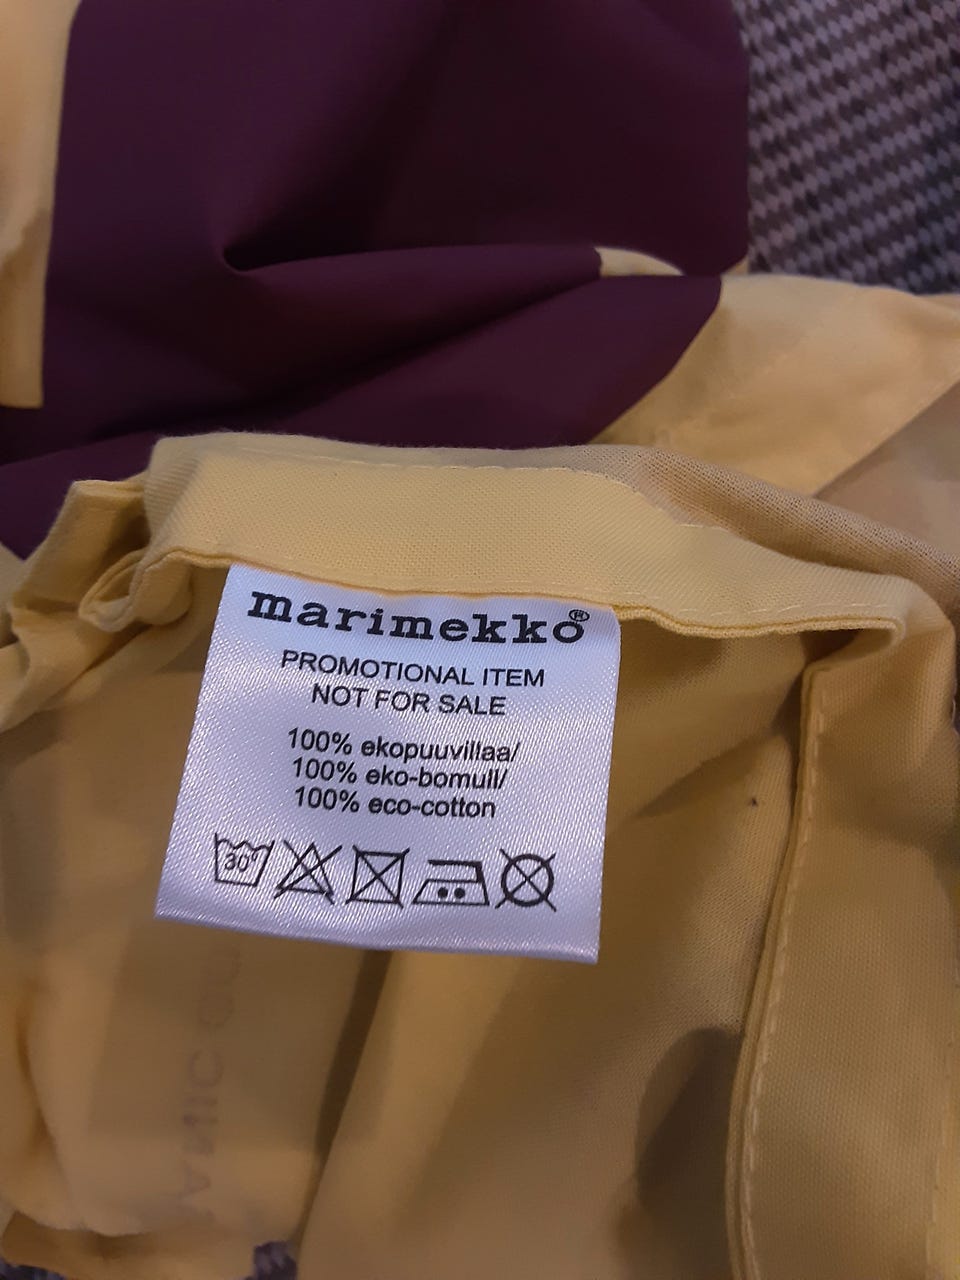 marimekko®
PROMOTIONAL ITEM
NOT FOR SALE
100% ekopuuvillaa/
100% eko-bomull/
100% eco-cotton
30°